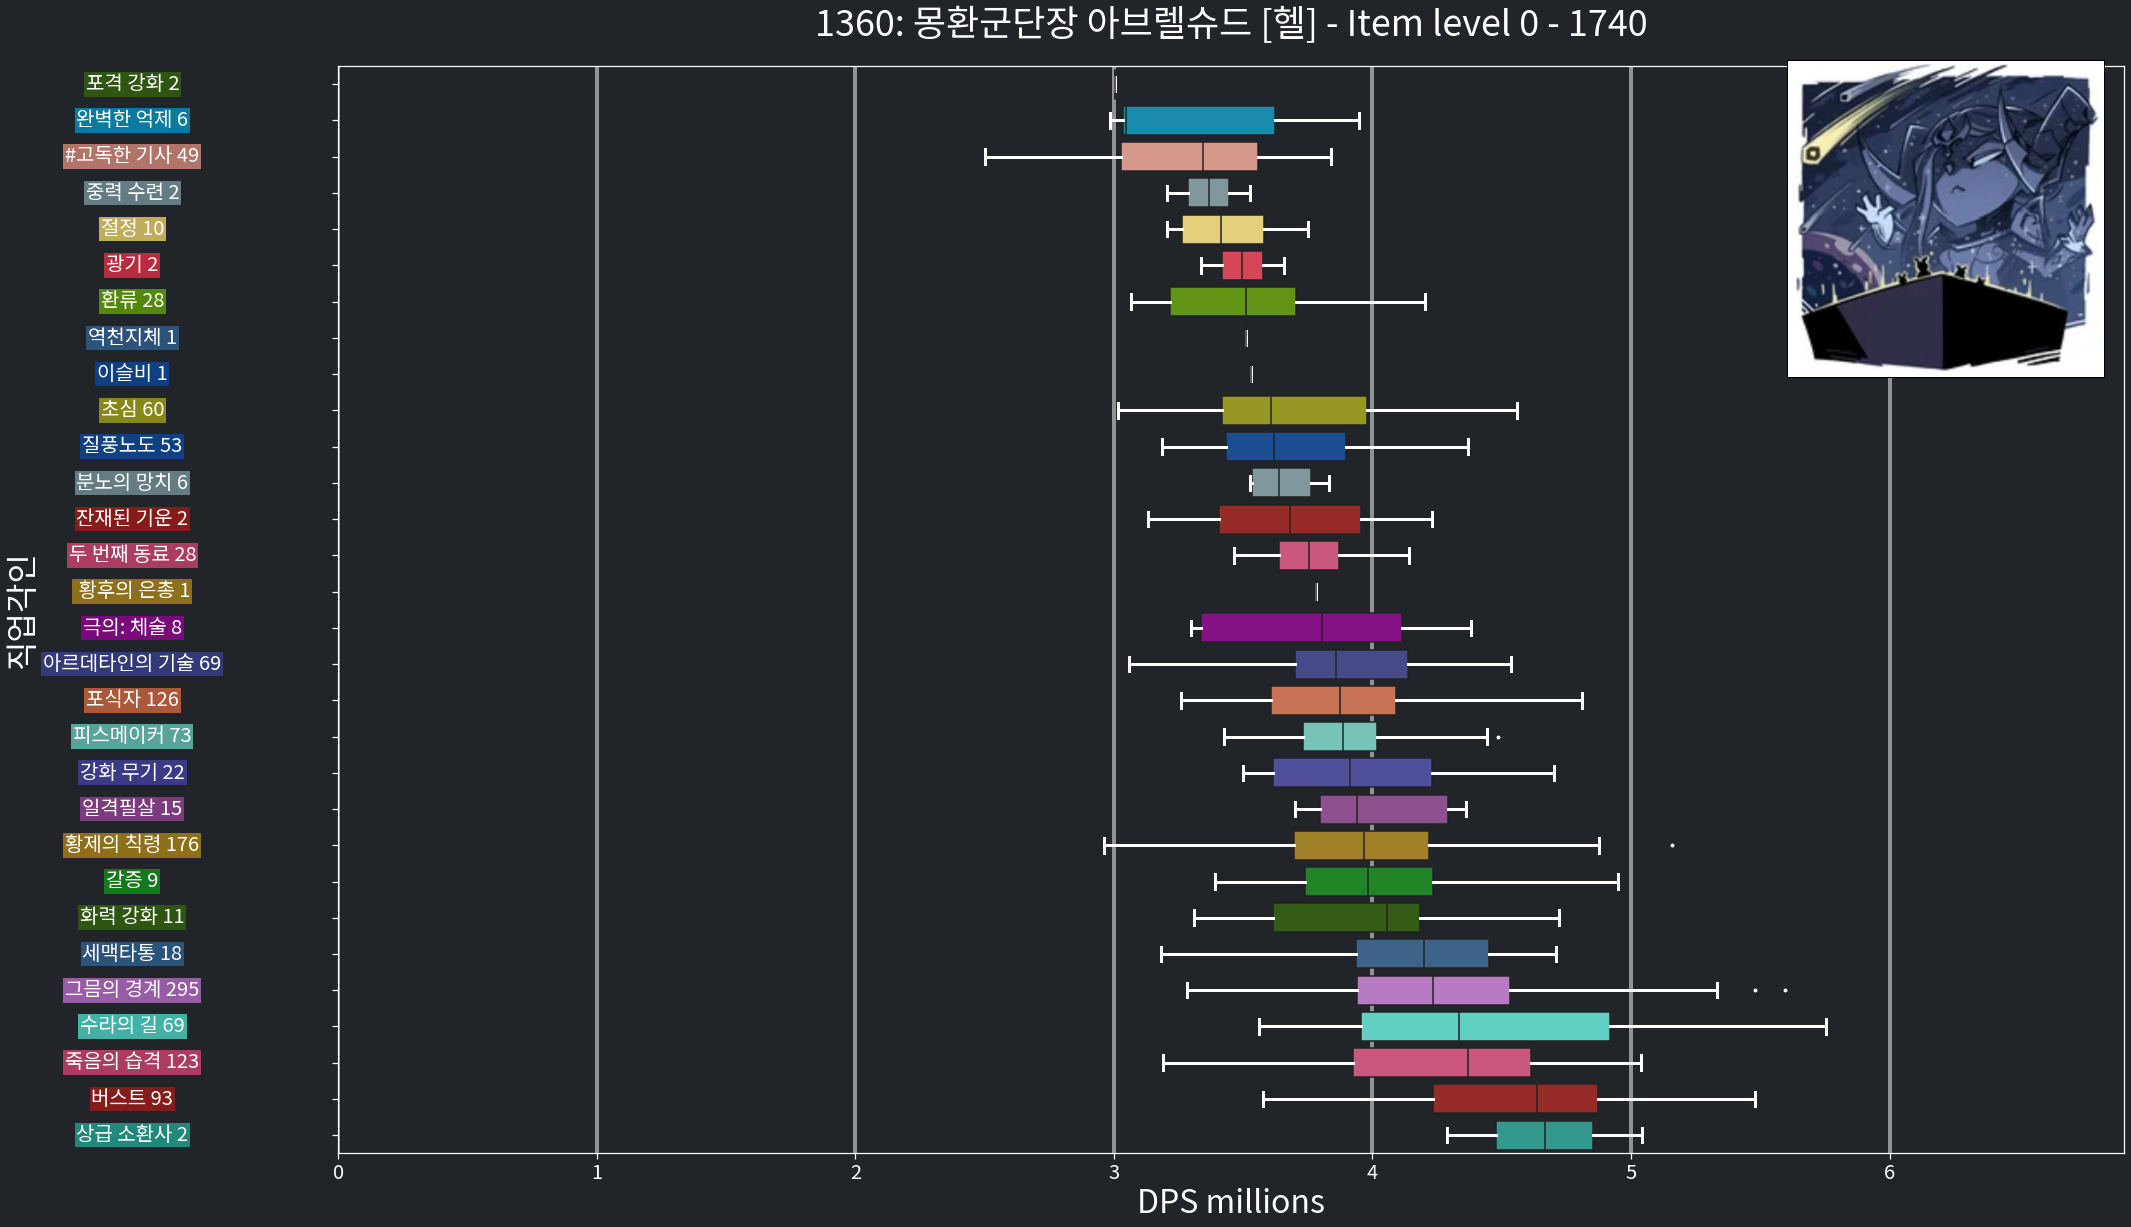 1360: 몽환군단장 아브렐슈드 [헬] - Item level 0 - 1740
직업각인
포격 강화 2
완벽한 억제 6
#고독한 기사 49
중력 수련 2
절정 10
광기 2
환류 28
역천지체 1
이슬비 1
초심 60
질풍노도 53
분노의 망치 6
잔재된 기운 2
두 번째 동료 28
황후의 은총 1
극의: 체술 8
아르데타인의 기술 69
포식자 126
피스메이커 73
강화 무기 22
일격필살 15
황제의 칙령 176
갈증 9
화력 강화 11
세맥타통 18
그믐의 경계 295
수라의 길 69
죽음의 습격 123
버스트 93
상급 소환사 2
0 1 2 3 4 5 6
DPS millions